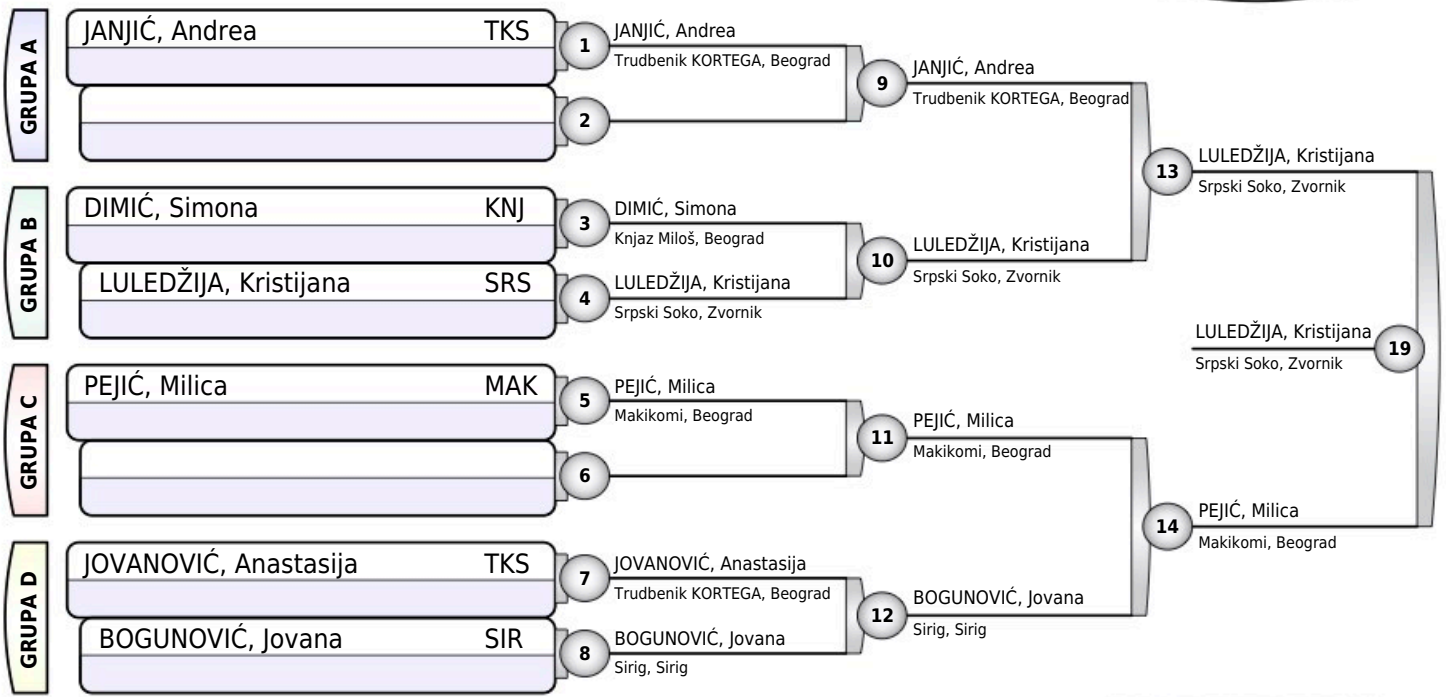 GRUPA A
JANJIĆ, Andrea TKS
1
JANJIĆ, Andrea
Trudbenik KORTEGA, Beograd
2
9
JANJIĆ, Andrea
Trudbenik KORTEGA, Beograd
GRUPA B
DIMIĆ, Simona KNJ
3
DIMIĆ, Simona
Knjaz Miloš, Beograd
LULEDŽIJA, Kristijana SRS
4
LULEDŽIJA, Kristijana
Srpski Soko, Zvornik
10
LULEDŽIJA, Kristijana
Srpski Soko, Zvornik
13
LULEDŽIJA, Kristijana
Srpski Soko, Zvornik
GRUPA C
PEJIĆ, Milica MAK
5
PEJIĆ, Milica
Makikomi, Beograd
6
11
PEJIĆ, Milica
Makikomi, Beograd
GRUPA D
JOVANOVIĆ, Anastasija TKS
7
JOVANOVIĆ, Anastasija
Trudbenik KORTEGA, Beograd
BOGUNOVIĆ, Jovana SIR
8
BOGUNOVIĆ, Jovana
Sirig, Sirig
12
BOGUNOVIĆ, Jovana
Sirig, Sirig
14
PEJIĆ, Milica
Makikomi, Beograd
LULEDŽIJA, Kristijana
Srpski Soko, Zvornik
19